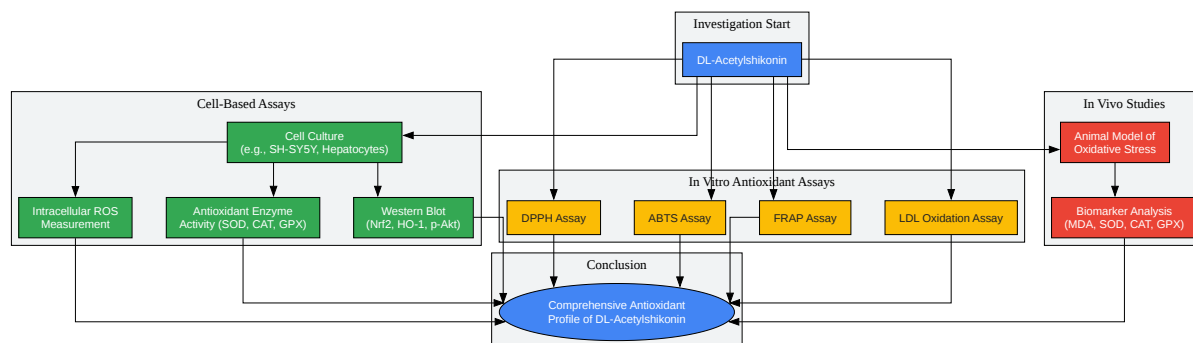 Investigation Start
DL-Acetylshikonin
Cell-Based Assays
Cell Culture
(e.g., SH-SY5Y, Hepatocytes)
Intracellular ROS
Measurement
Antioxidant Enzyme
Activity (SOD, CAT, GPX)
Western Blot
(Nrf2, HO-1, p-Akt)
In Vitro Antioxidant Assays
DPPH Assay
ABTS Assay
FRAP Assay
LDL Oxidation Assay
In Vivo Studies
Animal Model of
Oxidative Stress
Biomarker Analysis
(MDA, SOD, CAT, GPX)
Conclusion
Comprehensive Antioxidant
Profile of DL-Acetylshikonin